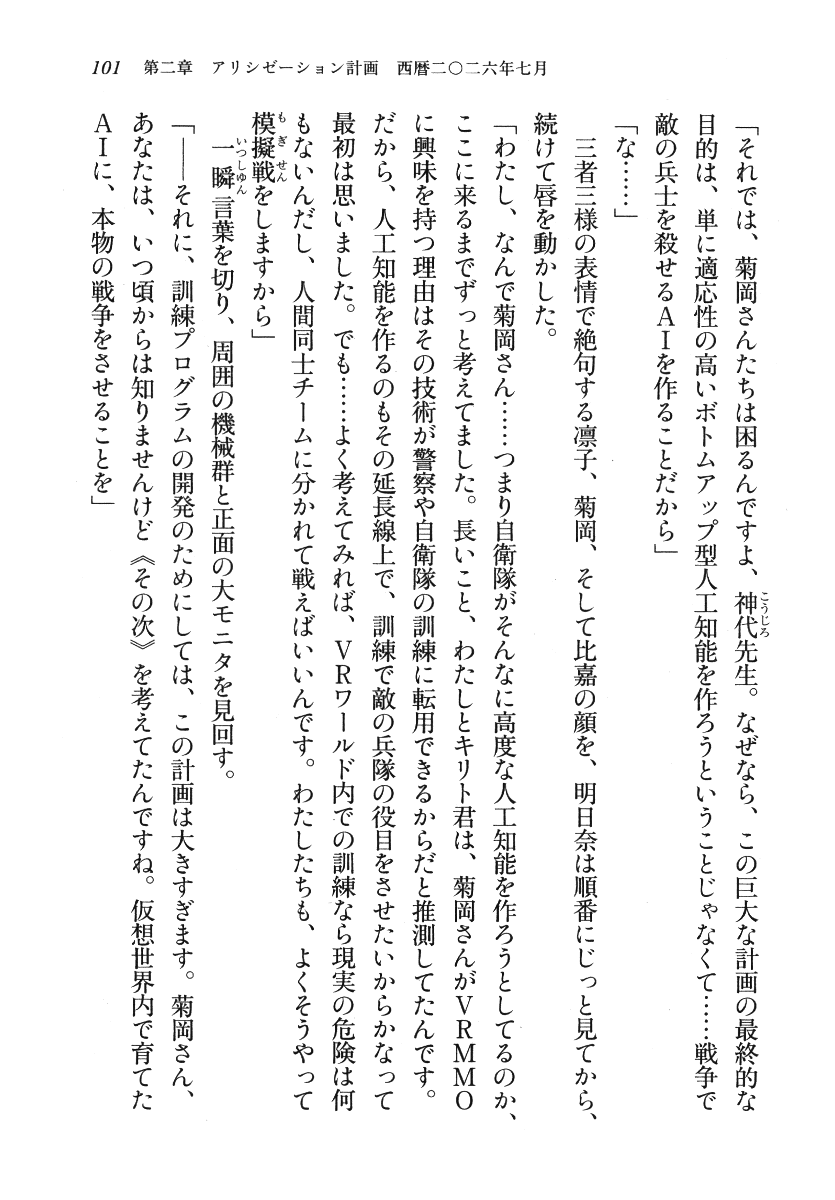 101　第二章　アリシゼーション計画　西暦二〇二六年七月
「それでは、菊岡さんたちは困るんですよ、神代先生。なぜなら、この巨大な計画の最終的な
こうじろ
目的は、単に適応性の高いボトムアップ型人工知能を作ろうということじゃなくて……戦争で
敵の兵士を殺せるＡＩを作ることだから」
「な……」
　三者三様の表情で絶句する凛子、菊岡、そして比嘉の顔を、明日奈は順番にじっと見てから、
続けて唇を動かした。
「わたし、なんで菊岡さん……つまり自衛隊がそんなに高度な人工知能を作ろうとしてるのか、
ここに来るまでずっと考えてました。長いこと、わたしとキリト君は、菊岡さんがＶＲＭＭＯ
に興味を持つ理由はその技術が警察や自衛隊の訓練に転用できるからだと推測してたんです。
だから、人工知能を作るのもその延長線上で、訓練で敵の兵隊の役目をさせたいからかなって
最初は思いました。でも……よく考えてみれば、ＶＲワールド内での訓練なら現実の危険は何
もないんだし、人間同士チームに分かれて戦えばいいんです。わたしたちも、よくそうやって
模擬戦をしますから」
もぎせん
　一瞬言葉を切り、周囲の機械群と正面の大モニタを見回す。
いつしゆん
「――それに、訓練プログラムの開発のためにしては、この計画は大きすぎます。菊岡さん、
あなたは、いつ頃からは知りませんけど《その次》を考えてたんですね。仮想世界内で育てた
ＡＩに、本物の戦争をさせることを」